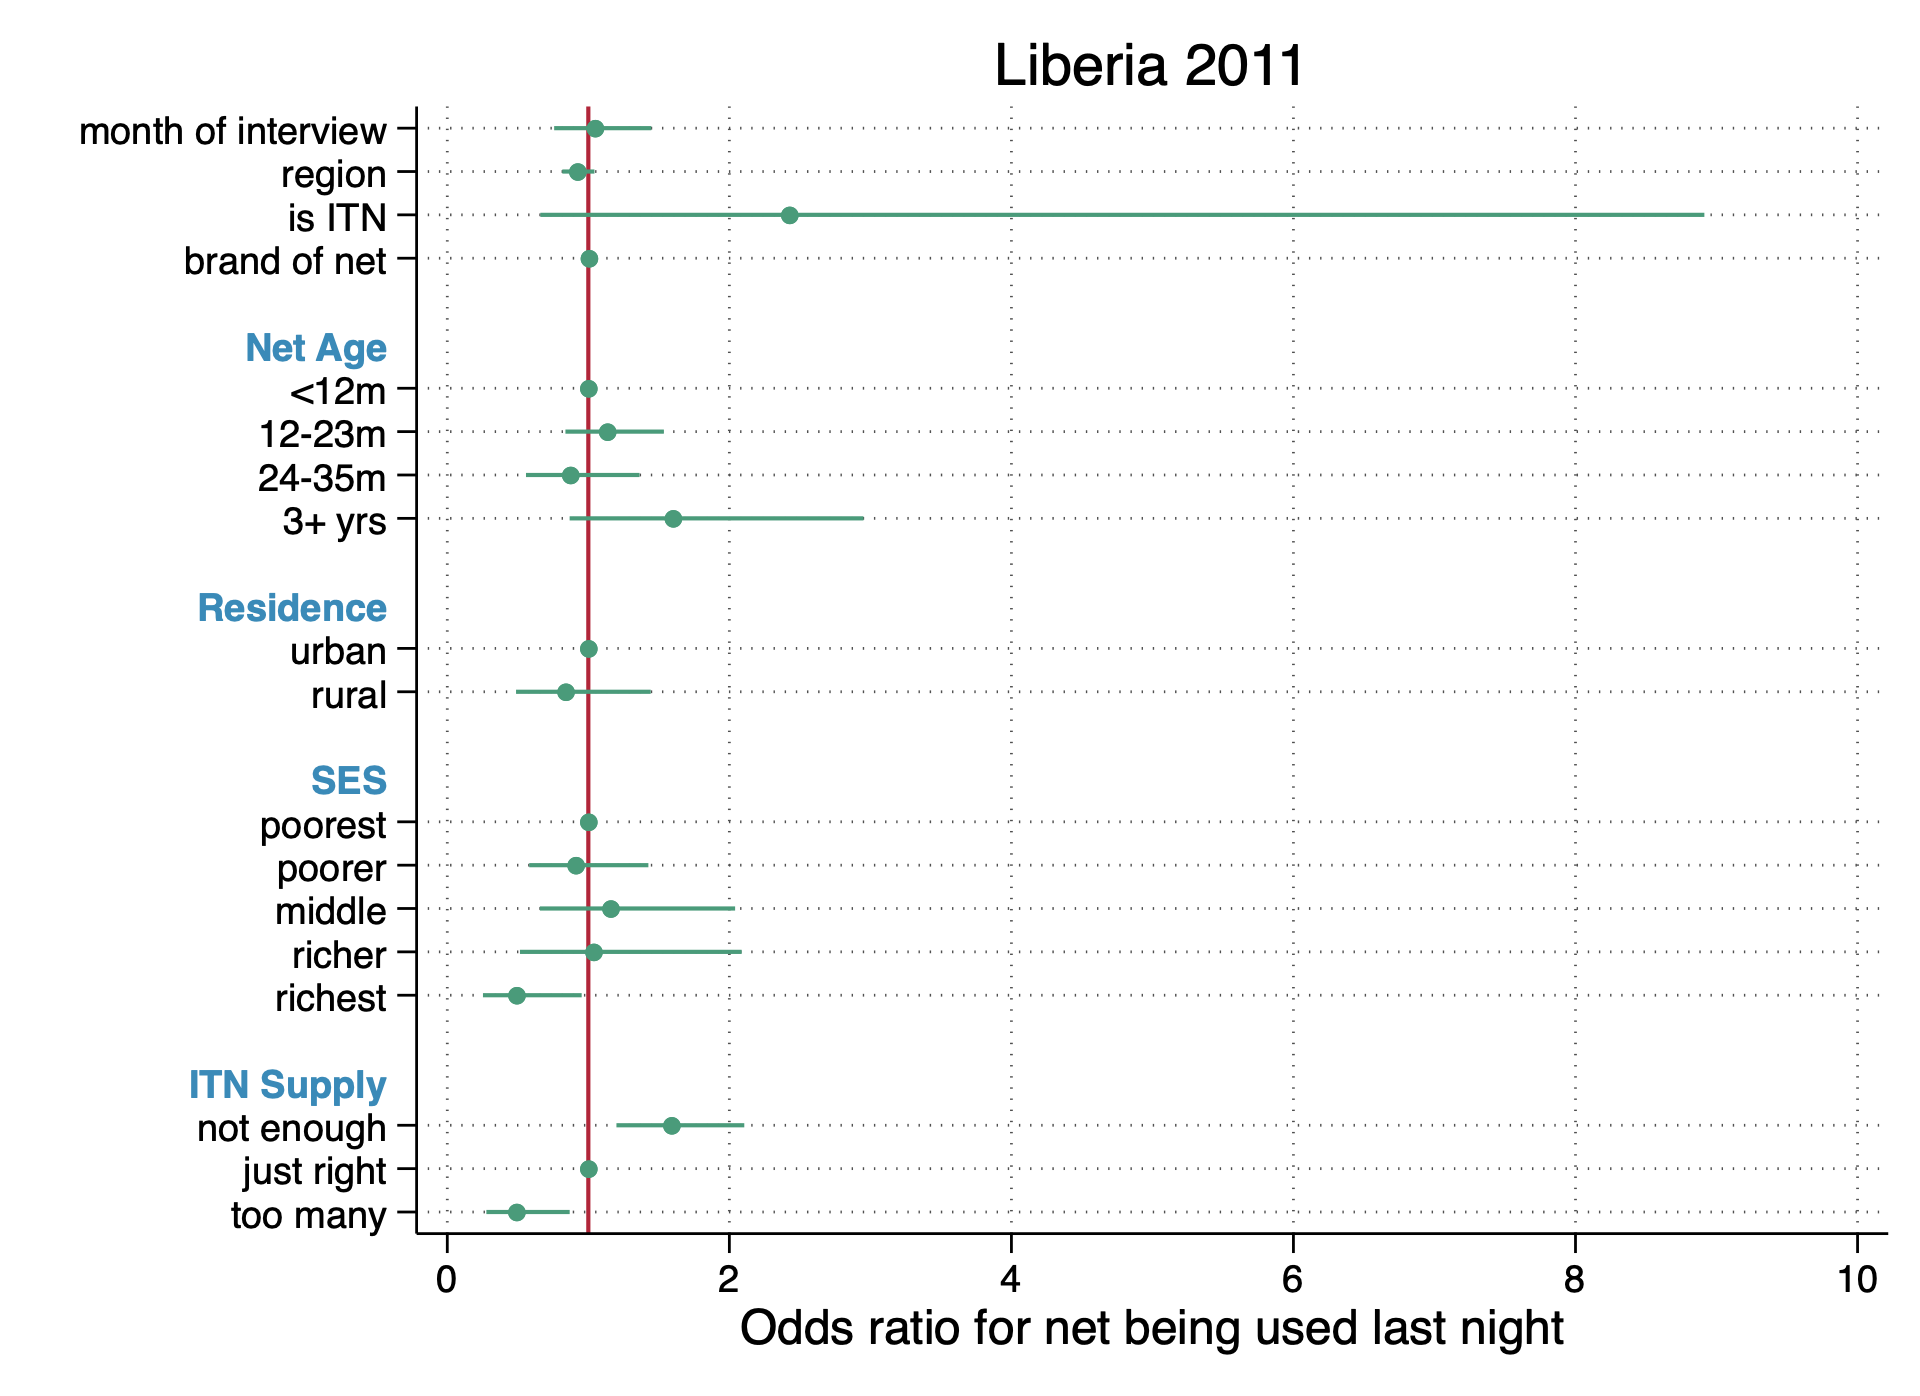 Liberia 2011
month of interview
region
is ITN
brand of net
Net Age
<12m
12-23m
24-35m
3+ yrs
Residence
urban
rural
SES
poorest
poorer
middle
richer
richest
ITN Supply
not enough
just right
too many
0 2 4 6 8 10
Odds ratio for net being used last night